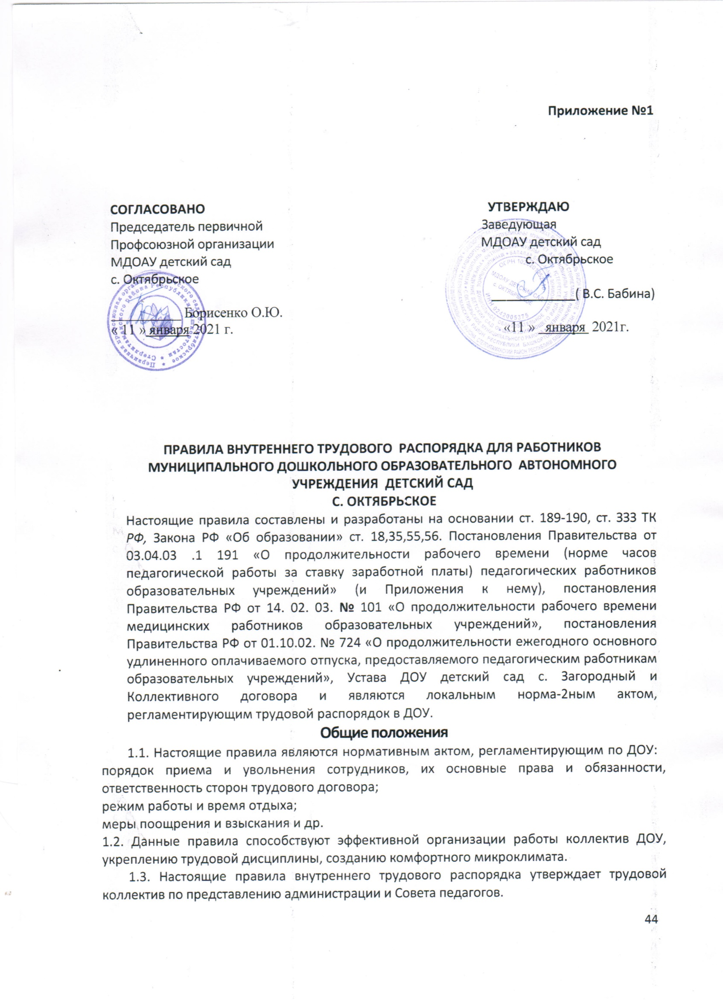 Приложение №1
СОГЛАСОВАНО
Председатель первичной
Профсоюзной организации
МДОАУ детский сад
с. Октябрьское
Борисенко О.Ю.
« 11 » января 2021 г.
УТВЕРЖДАЮ
Заведующая
МДОАУ детский сад
с. Октябрьское
( В.С. Бабина)
«11 » января 2021г.
МДОАУ ДЕТСКИЙ САД
с. ОКТЯБРЬСКОЕ
ИНН 0242005375
ПРАВИЛА ВНУТРЕННЕГО ТРУДОВОГО РАСПОРЯДКА ДЛЯ РАБОТНИКОВ
МУНИЦИПАЛЬНОГО ДОШКОЛЬНОГО ОБРАЗОВАТЕЛЬНОГО АВТОНОМНОГО
УЧРЕЖДЕНИЯ ДЕТСКИЙ САД
С. ОКТЯБРЬСКОЕ
Настоящие правила составлены и разработаны на основании ст. 189-190, ст. 333 ТК
РФ, Закона РФ «Об образовании» ст. 18,35,55,56. Постановления Правительства от
03.04.03 .1 191 «О продолжительности рабочего времени (норме часов
педагогической работы за ставку заработной платы) педагогических работников
образовательных учреждений» (и Приложения к нему), постановления
Правительства РФ от 14. 02. 03. № 101 «О продолжительности рабочего времени
медицинских работников образовательных учреждений», постановления
Правительства РФ от 01.10.02. № 724 «О продолжительности ежегодного основного
удлиненного оплачиваемого отпуска, предоставляемого педагогическим работникам
образовательных учреждений», Устава ДОУ детский сад с. Загородный и
Коллективного договора и являются локальным норма-2ным актом,
регламентирующим трудовой распорядок в ДОУ.
Общие положения
1.1. Настоящие правила являются нормативным актом, регламентирующим по ДОУ:
порядок приема и увольнения сотрудников, их основные права и обязанности,
ответственность сторон трудового договора;
режим работы и время отдыха;
меры поощрения и взыскания и др.
1.2. Данные правила способствуют эффективной организации работы коллектив ДОУ,
укреплению трудовой дисциплины, созданию комфортного микроклимата.
1.3. Настоящие правила внутреннего трудового распорядка утверждает трудовой
коллектив по представлению администрации и Совета педагогов.
44